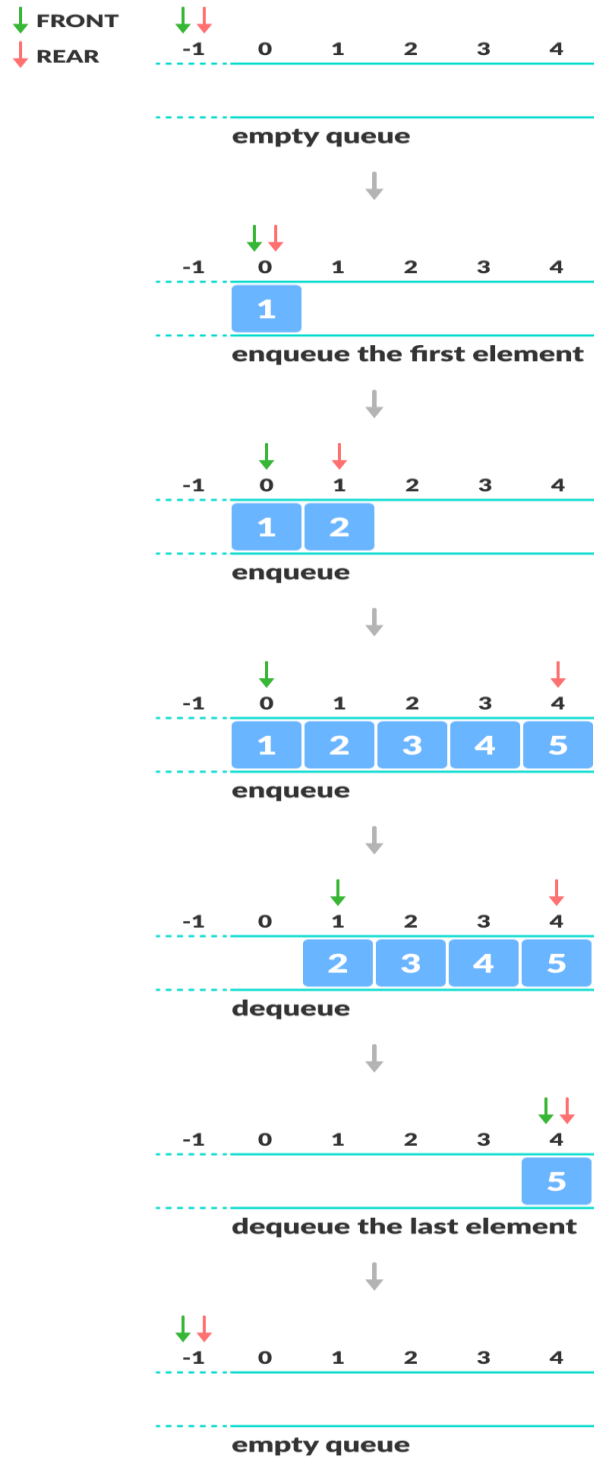 FRONT
REAR
-1 0 1 2 3 4
empty queue
-1 0 1 2 3 4
1
enqueue the first element
-1 0 1 2 3 4
1 2
enqueue
-1 0 1 2 3 4
1 2 3 4 5
enqueue
-1 0 1 2 3 4
2 3 4 5
dequeue
-1 0 1 2 3 4
5
dequeue the last element
-1 0 1 2 3 4
empty queue